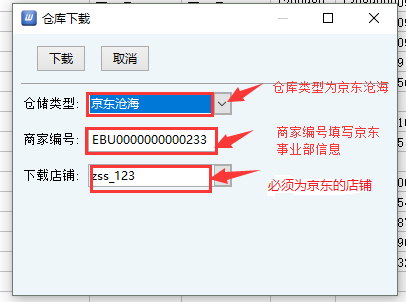 仓库下载
下载 取消
仓储类型: 京东沧海
仓库类型为京东沧海
商家编号: EBU0000000000233
商家编号填写京东
事业部信息
下载店铺: zss_123
必须为京东的店铺